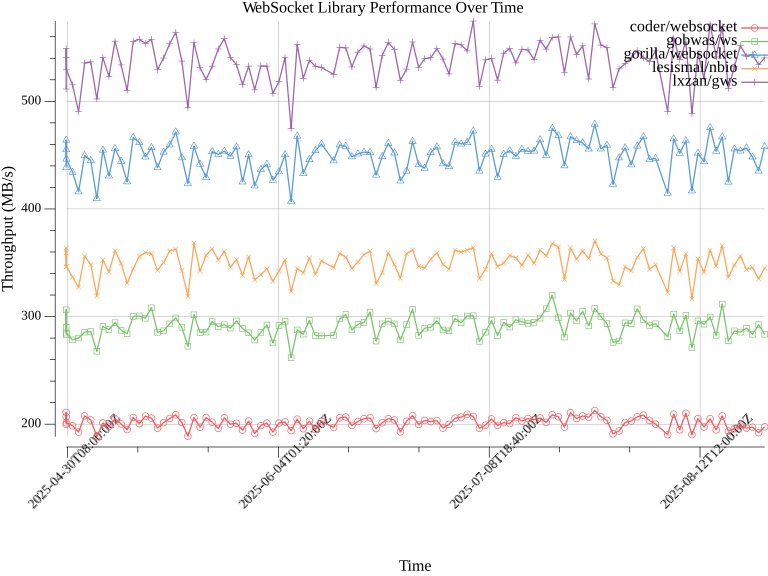 WebSocket Library Performance Over Time
coder/websocket
gobwas/ws
gorilla/websocket
lesismal/nbio
lxzan/gws
Throughput (MB/s)
500
400
300
200
2025-04-30T08:00:00Z
2025-06-04T01:20:00Z
2025-07-08T18:40:00Z
2025-08-12T12:00:00Z
Time